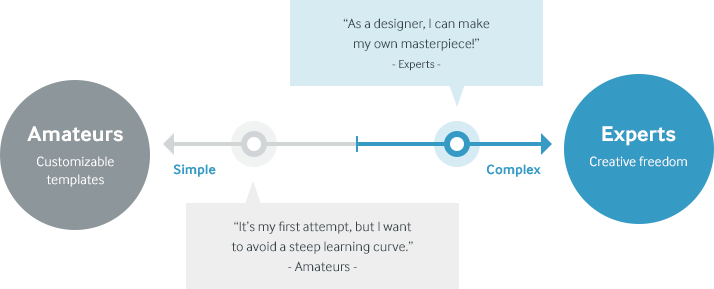 “As a designer, I can make
my own masterpiece!”
- Experts -
Amateurs
Customizable
templates
Simple
Complex
Experts
Creative freedom
“It’s my first attempt, but I want
to avoid a steep learning curve.”
- Amateurs -